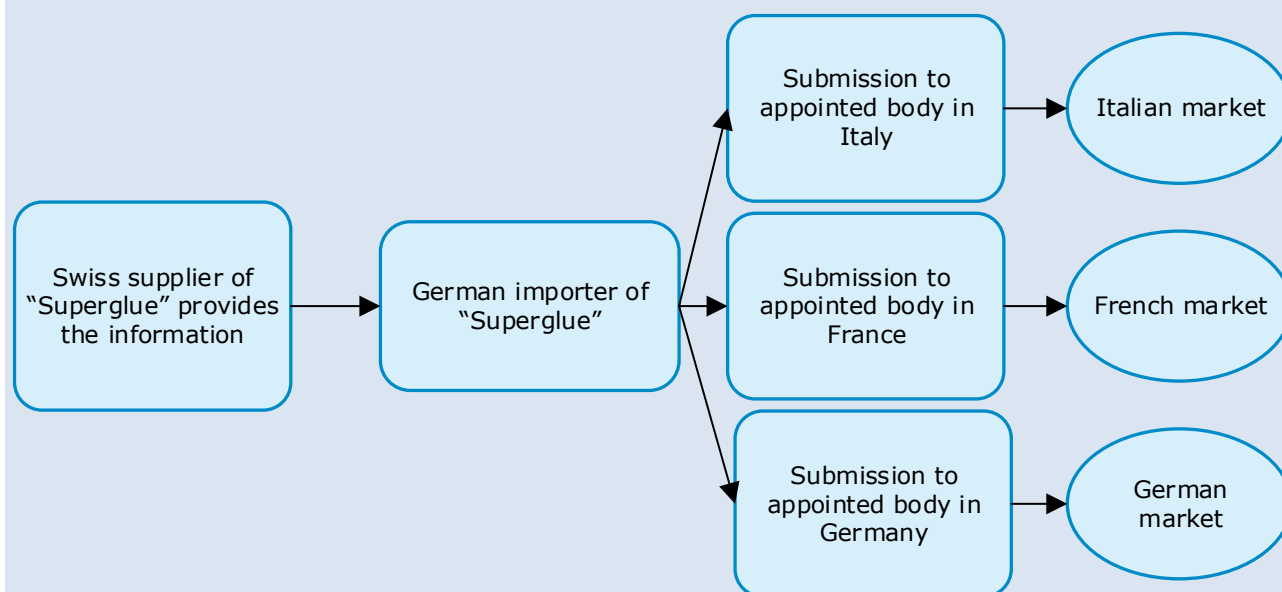 Swiss supplier of
“Superglue” provides
the information
German importer of
“Superglue”
Submission to
appointed body in
Italy
Italian market
Submission to
appointed body in
France
French market
Submission to
appointed body in
Germany
German
market